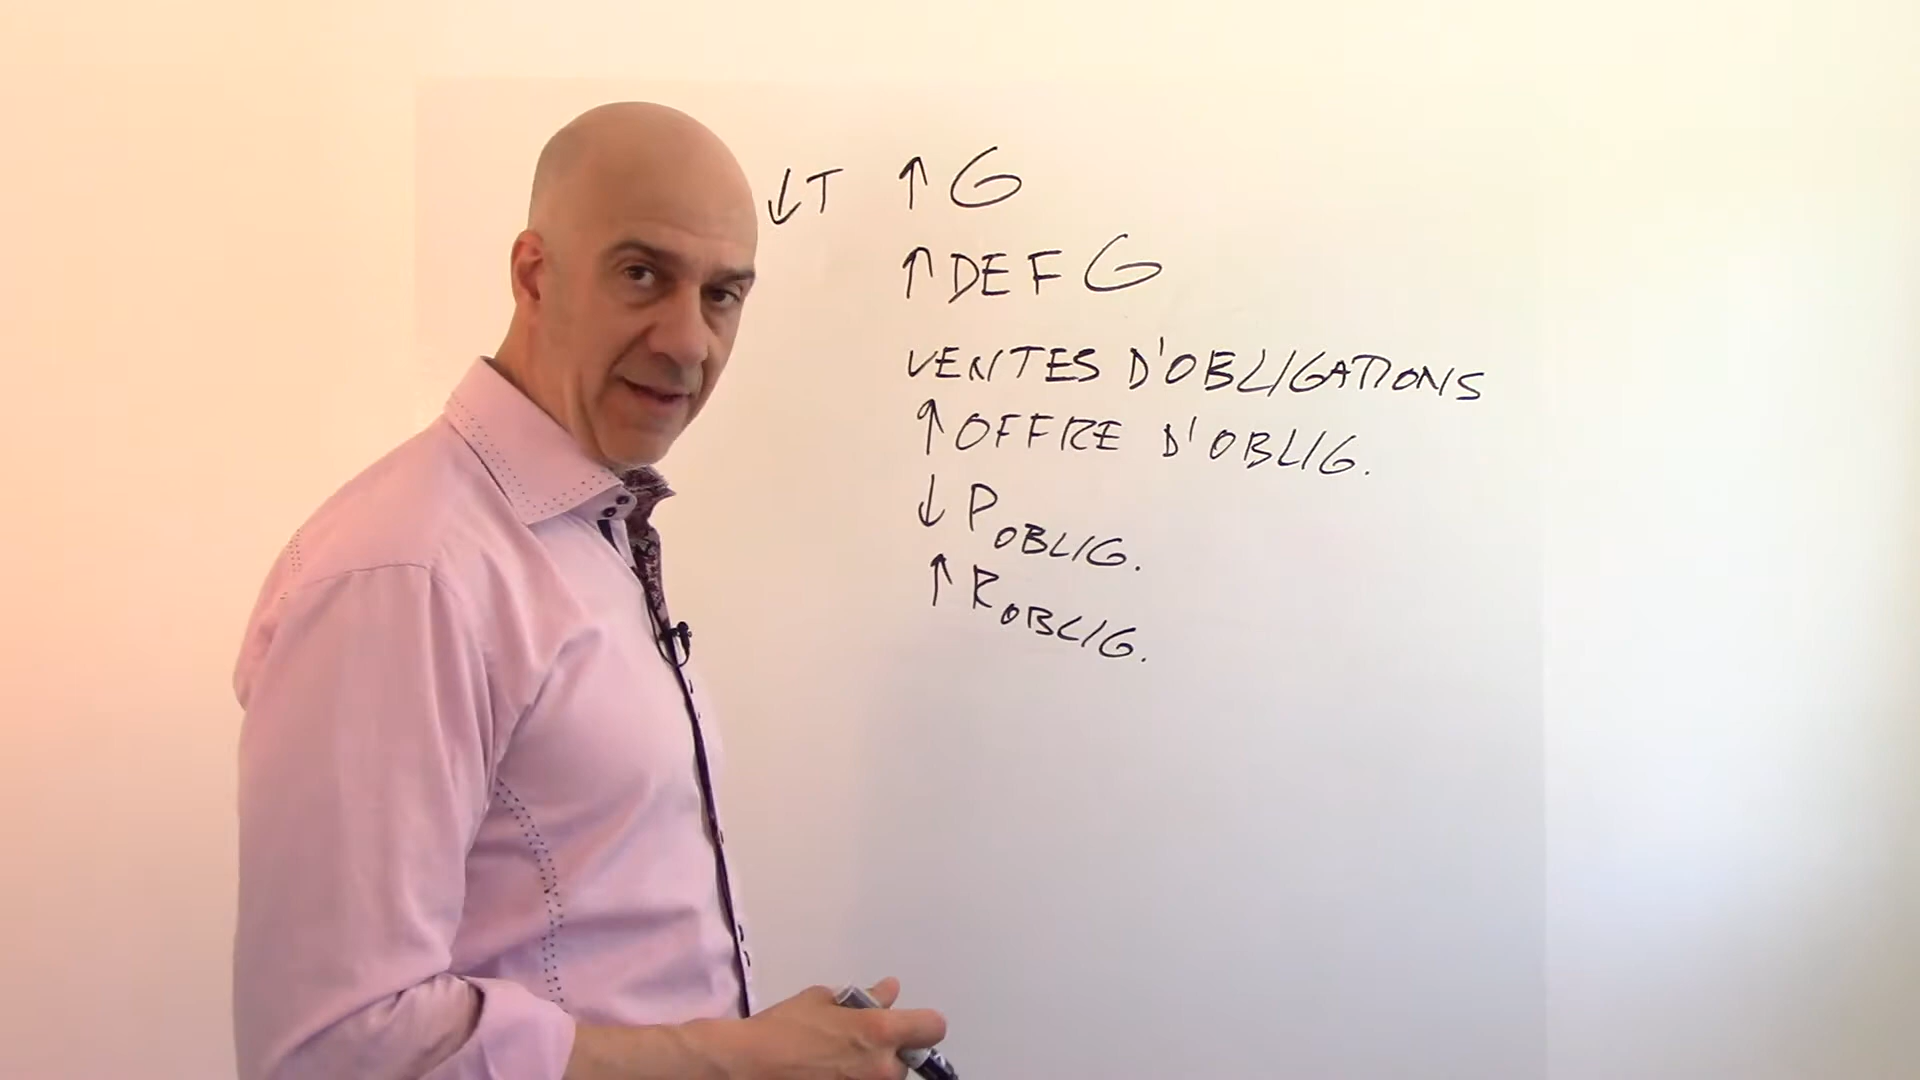 ↓T ↑G
↑DEF G
VENTES D'OBLIGATIONS
↑OFFRE D'OBLIG.
↓P OBLIG.
↑R OBLIG.